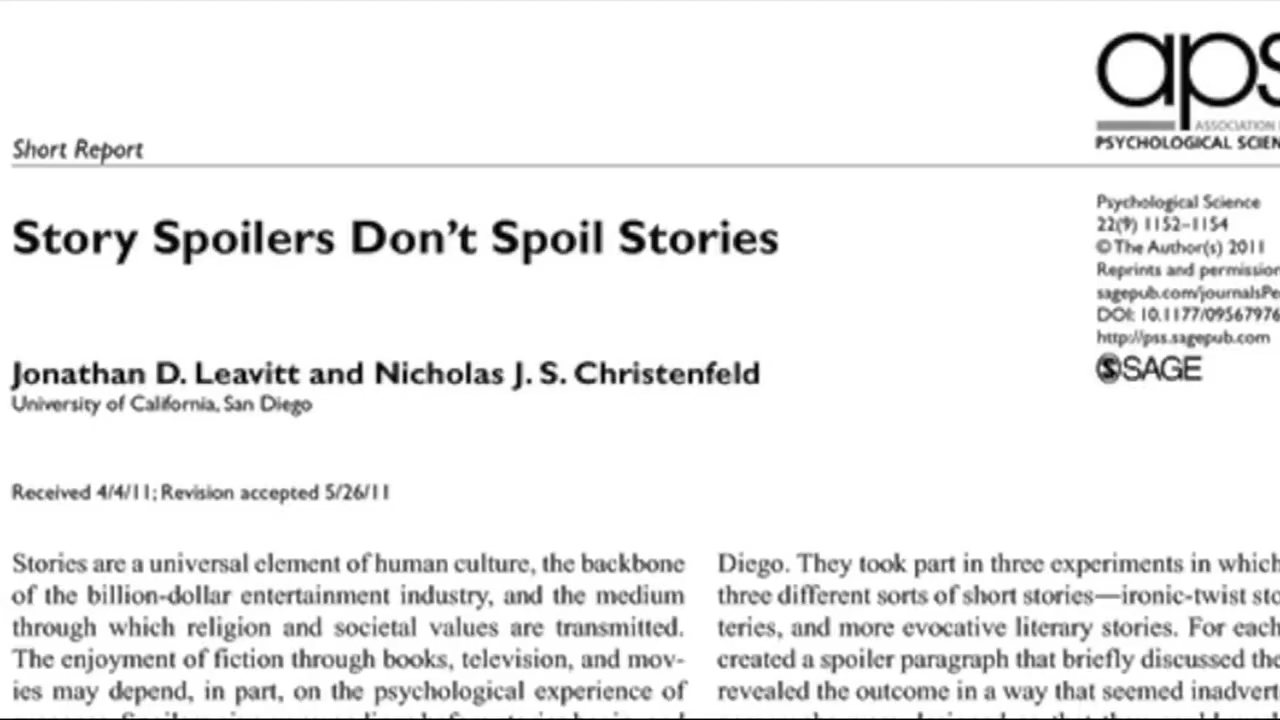 aps
ASSOCIATION
PSYCHOLOGICAL SCIEN
Short Report
Story Spoilers Don't Spoil Stories
Psychological Science
22(9) 1152–1154
© The Author(s) 2011
Reprints and permission
sagepub.com/journalsPe
DOI: 10.1177/09567976
http://pss.sagepub.com
SSAGE
Jonathan D. Leavitt and Nicholas J. S. Christenfeld
University of California, San Diego
Received 4/4/11; Revision accepted 5/26/11
Stories are a universal element of human culture, the backbone
of the billion-dollar entertainment industry, and the medium
through which religion and societal values are transmitted.
The enjoyment of fiction through books, television, and mov-
ies may depend, in part, on the psychological experience of
Diego. They took part in three experiments in which
three different sorts of short stories—ironic-twist sto
teries, and more evocative literary stories. For each
created a spoiler paragraph that briefly discussed the
revealed the outcome in a way that seemed inadvert